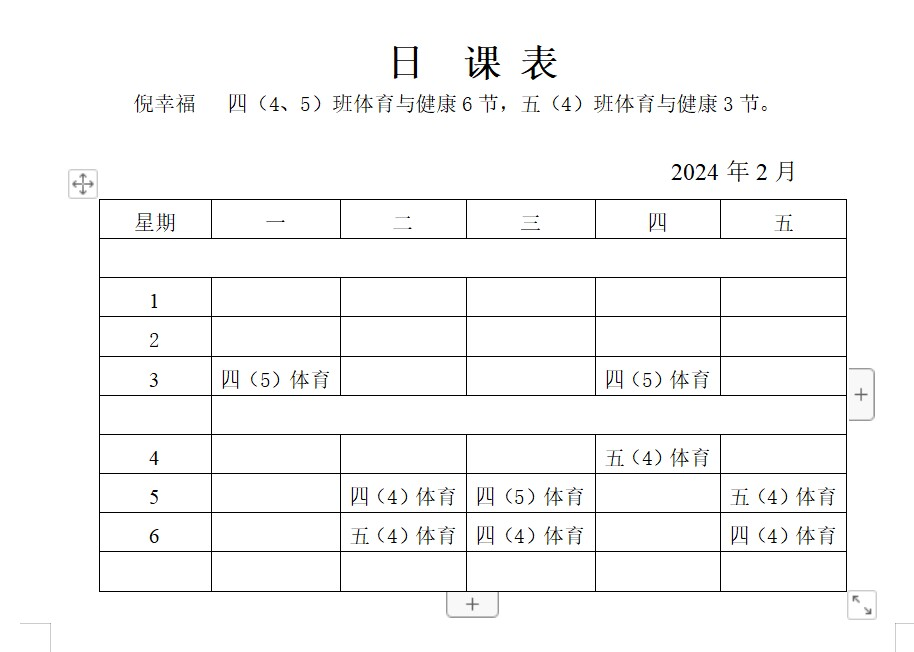 日 课 表
倪幸福 四（4、5）班体育与健康6节，五（4）班体育与健康3节。
2024年2月
星期 一 二 三 四 五
1
2
3 四（5）体育 四（5）体育
4 五（4）体育
5 四（4）体育 四（5）体育 五（4）体育
6 五（4）体育 四（4）体育 四（4）体育